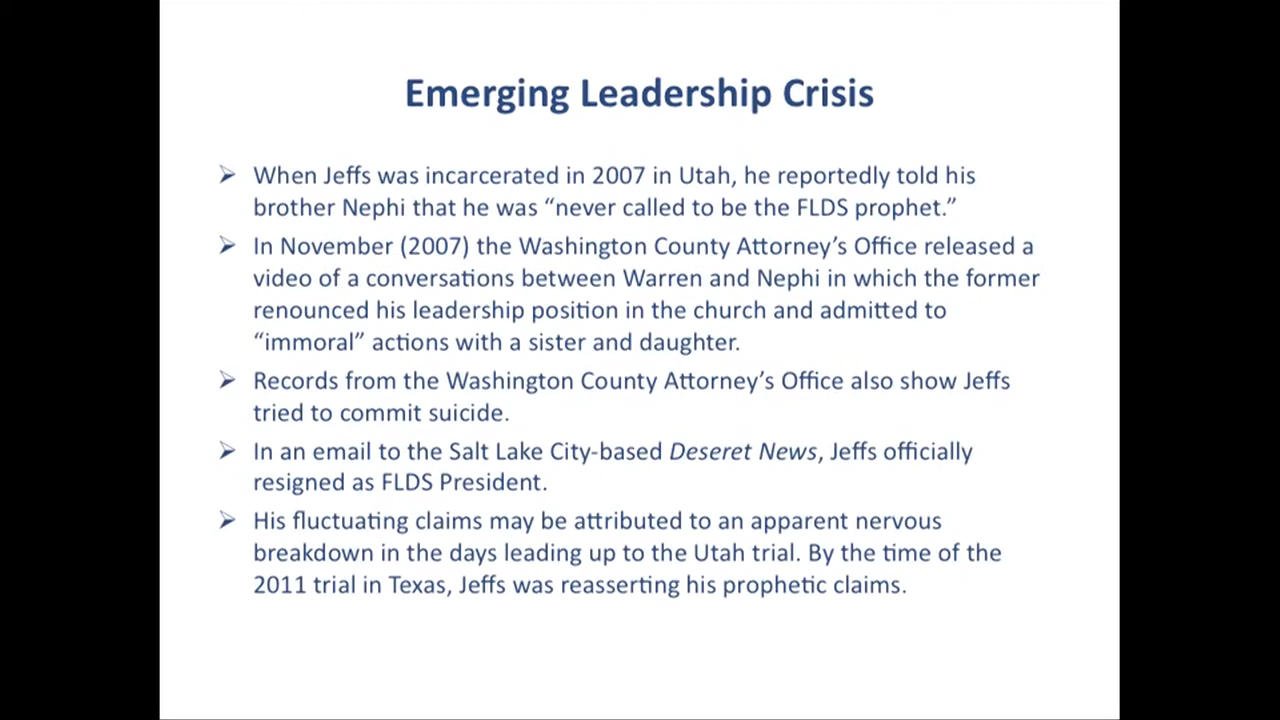 Emerging Leadership Crisis
➢ When Jeffs was incarcerated in 2007 in Utah, he reportedly told his
brother Nephi that he was “never called to be the FLDS prophet.”
➢ In November (2007) the Washington County Attorney’s Office released a
video of a conversations between Warren and Nephi in which the former
renounced his leadership position in the church and admitted to
“immoral” actions with a sister and daughter.
➢ Records from the Washington County Attorney’s Office also show Jeffs
tried to commit suicide.
➢ In an email to the Salt Lake City-based Deseret News, Jeffs officially
resigned as FLDS President.
➢ His fluctuating claims may be attributed to an apparent nervous
breakdown in the days leading up to the Utah trial. By the time of the
2011 trial in Texas, Jeffs was reasserting his prophetic claims.